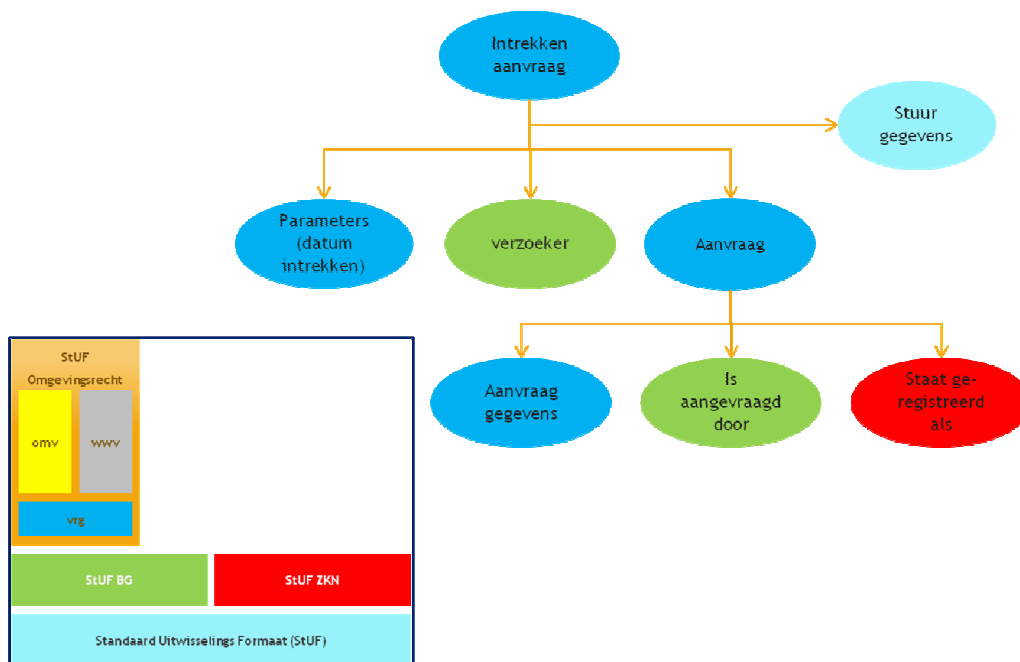 Intrekken
aanvraag
Stuur
gegevens
Parameters
(datum
intrekken)
verzoeker
Aanvraag
Aanvraag
gegevens
Is
aangevraagd
door
Staat ge-
registreerd
als
StUF
Omgevingsrecht
omv
wwv
vrg
StUF BG
StUF ZKN
Standaard Uitwisselings Formaat (StUF)